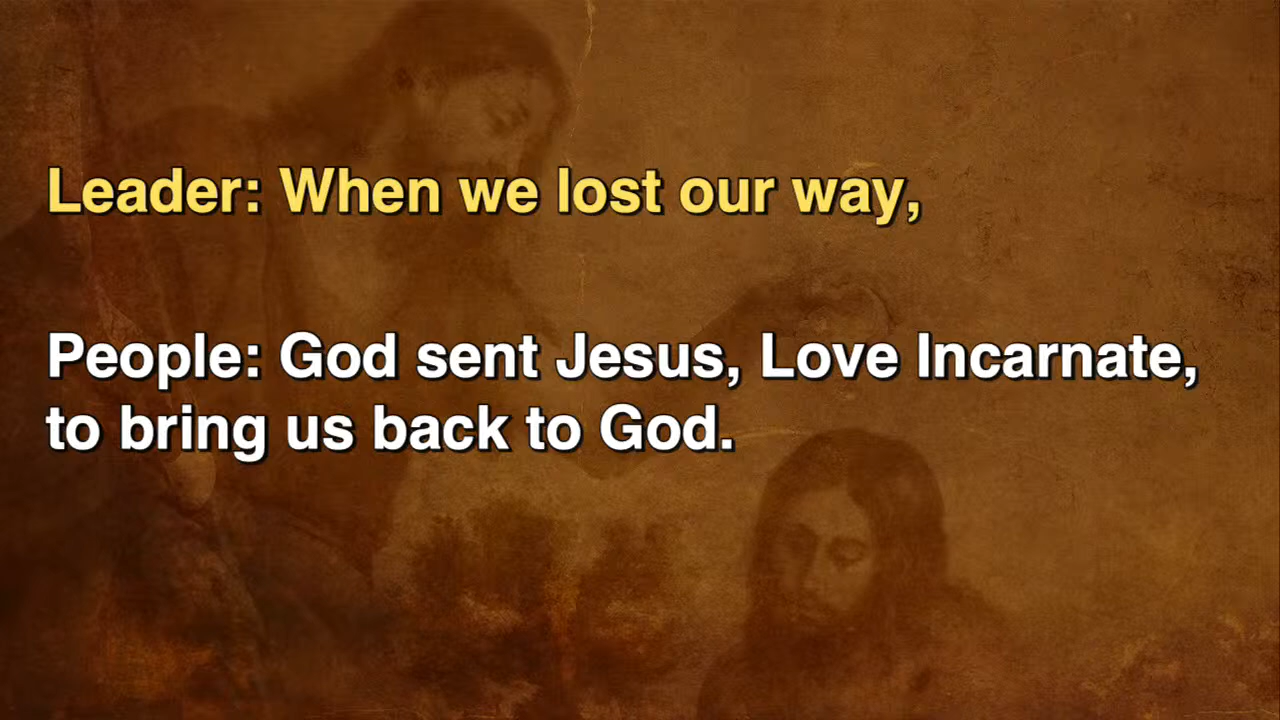 Leader: When we lost our way,
People: God sent Jesus, Love Incarnate,
to bring us back to God.